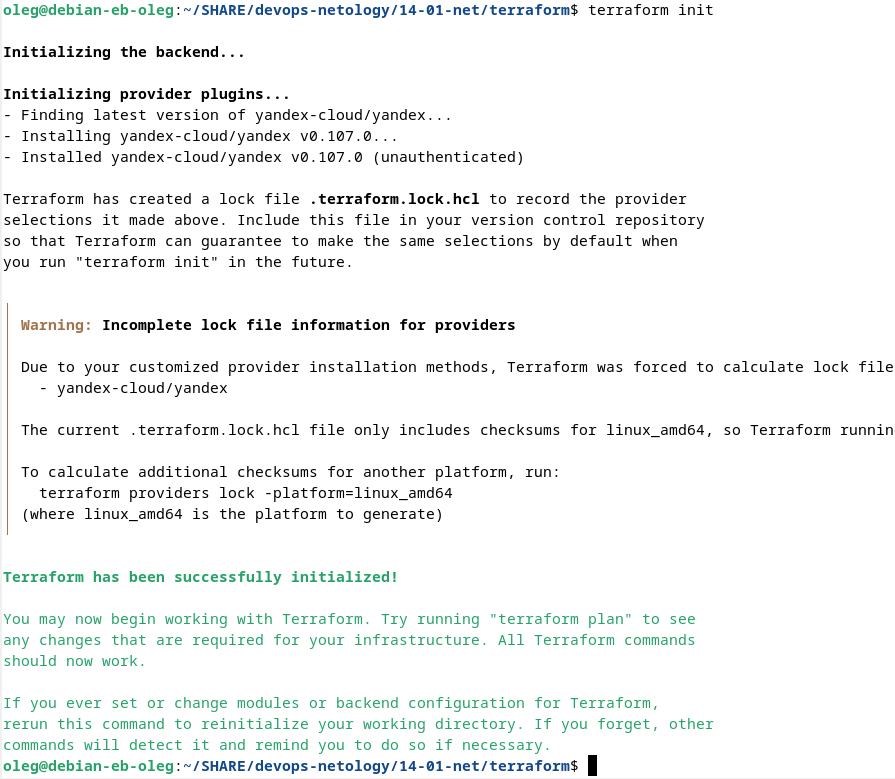 oleg@debian-eb-oleg:~/SHARE/devops-netology/14-01-net/terraform$ terraform init
Initializing the backend...
Initializing provider plugins...
- Finding latest version of yandex-cloud/yandex...
- Installing yandex-cloud/yandex v0.107.0...
- Installed yandex-cloud/yandex v0.107.0 (unauthenticated)
Terraform has created a lock file .terraform.lock.hcl to record the provider
selections it made above. Include this file in your version control repository
so that Terraform can guarantee to make the same selections by default when
you run "terraform init" in the future.
Warning: Incomplete lock file information for providers
Due to your customized provider installation methods, Terraform was forced to calculate lock file
- yandex-cloud/yandex
The current .terraform.lock.hcl file only includes checksums for linux_amd64, so Terraform runnin
To calculate additional checksums for another platform, run:
terraform providers lock -platform=linux_amd64
(where linux_amd64 is the platform to generate)
Terraform has been successfully initialized!
You may now begin working with Terraform. Try running "terraform plan" to see
any changes that are required for your infrastructure. All Terraform commands
should now work.
If you ever set or change modules or backend configuration for Terraform,
rerun this command to reinitialize your working directory. If you forget, other
commands will detect it and remind you to do so if necessary.
oleg@debian-eb-oleg:~/SHARE/devops-netology/14-01-net/terraform$